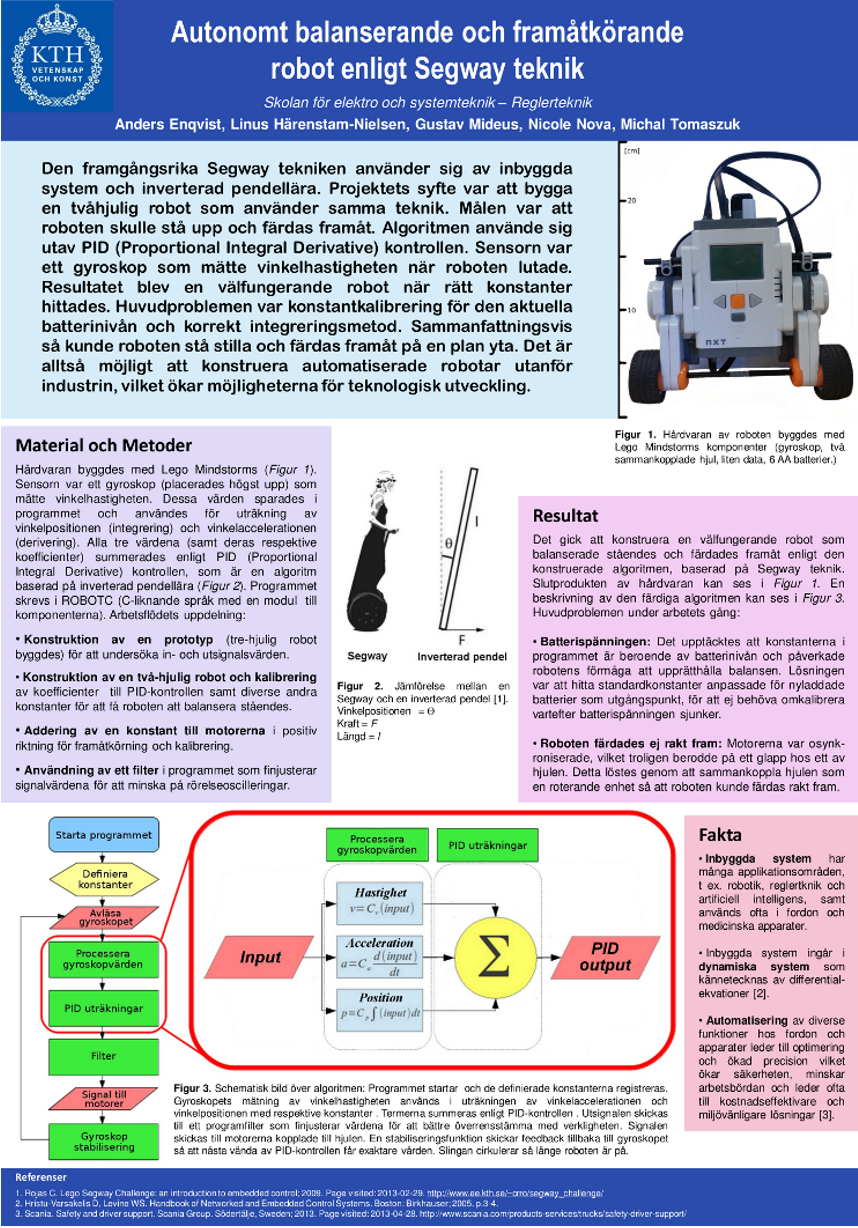 KTH
VETENSKAP
OCH KONST
Autonomt balanserande och framåtkörande
robot enligt Segway teknik
Skolan för elektro och systemteknik – Reglerteknik
Anders Enqvist, Linus Härenstam-Nielsen, Gustav Mideus, Nicole Nova, Michal Tomaszuk
Den framgångsrika Segway tekniken använder sig av inbyggda
system och inverterad pendellära. Projektets syfte var att bygga
en tvåhjulig robot som använder samma teknik. Målen var att
roboten skulle stå upp och färdas framåt. Algoritmen använde sig
utav PID (Proportional Integral Derivative) kontrollen. Sensorn var
ett gyroskop som mätte vinkelhastigheten när roboten lutade.
Resultatet blev en välfungerande robot när rätt konstanter
hittades. Huvudproblemen var konstantkalibrering för den aktuella
batterinivån och korrekt integreringsmetod. Sammanfattningsvis
så kunde roboten stå stilla och färdas framåt på en plan yta. Det är
alltså möjligt att konstruera automatiserade robotar utanför
industrin, vilket ökar möjligheterna för teknologisk utveckling.
[cm]
20
10
NXT
Figur 1. Hårdvaran av roboten byggdes med
Lego Mindstorms komponenter (gyroskop, två
sammankopplade hjul, liten data, 6 AA batterier.)
Material och Metoder
Hårdvaran byggdes med Lego Mindstorms (Figur 1).
Sensorn var ett gyroskop (placerades högst upp) som
mätte vinkelhastigheten. Dessa värden sparades i
programmet och användes för uträkning av
vinkelpositionen (integrering) och vinkelaccelerationen
(derivering). Alla tre värdena (samt deras respektive
koefficienter) summerades enligt PID (Proportional
Integral Derivative) kontrollen, som är en algoritm
baserad på inverterad pendellära (Figur 2). Programmet
skrevs i ROBOTC (C-liknande språk med en modul till
komponenterna). Arbetsflödets uppdelning:
• Konstruktion av en prototyp (tre-hjulig robot
byggdes) för att undersöka in- och utsignalsvärden.
• Konstruktion av en två-hjulig robot och kalibrering
av koefficienter till PID-kontrollen samt diverse andra
konstanter för att få roboten att balansera ståendes.
• Addering av en konstant till motorerna i positiv
riktning för framåtkörning och kalibrering.
• Användning av ett filter i programmet som finjusterar
signalvärdena för att minska på rörelseoscilleringar.
Θ
l
F
Segway
Inverterad pendel
Figur 2. Jämförelse mellan en
Segway och en inverterad pendel [1].
Vinkelpositionen = Θ
Kraft = F
Längd = l
Resultat
Det gick att konstruera en välfungerande robot som
balanserade ståendes och färdades framåt enligt den
konstruerade algoritmen, baserad på Segway teknik.
Slutprodukten av hårdvaran kan ses i Figur 1. En
beskrivning av den färdiga algoritmen kan ses i Figur 3.
Huvudproblemen under arbetets gång:
• Batterispänningen: Det upptäcktes att konstanterna i
programmet är beroende av batterinivån och påverkade
robotens förmåga att upprätthålla balansen. Lösningen
var att hitta standardkonstanter anpassade för nyladdade
batterier som utgångspunkt, för att ej behöva omkalibrera
vartefter batterispänningen sjunker.
• Roboten färdades ej rakt fram: Motorerna var osynk-
roniserade, vilket troligen berodde på ett glapp hos ett av
hjulen. Detta löstes genom att sammankoppla hjulen som
en roterande enhet så att roboten kunde färdas rakt fram.
Starta programmet
Definiera
konstanter
Avläsa
gyroskopet
Processera
gyroskopvärden
PID uträkningar
Filter
Signal till
motorer
Gyroskop
stabilisering
Processera
gyroskopvärden
PID uträkningar
Input
Hastighet
v=C_v(input)
Acceleration
a=C_a d(input)/dt
Position
p=C_p∫(input)dt
Σ
PID
output
Figur 3. Schematisk bild över algoritmen: Programmet startar och de definierade konstanterna registreras.
Gyroskopets mätning av vinkelhastigheten används i uträkningen av vinkelaccelerationen och
vinkelpositionen med respektive konstanter . Termerna summeras enligt PID-kontrollen . Utsignalen skickas
till ett programfilter som finjusterar värdena för att bättre överrensstämma med verkligheten. Signalen
skickas till motorerna kopplade till hjulen. En stabiliseringsfunktion skickar feedback tillbaka till gyroskopet
så att nästa vända av PID-kontrollen får exaktare värden. Slingan cirkulerar så länge roboten är på.
Fakta
• Inbyggda system har
många applikationsområden,
t ex. robotik, reglertknik och
artificiell intelligens, samt
används ofta i fordon och
medicinska apparater.
• Inbyggda system ingår i
dynamiska system som
kännetecknas av differential-
ekvationer [2].
• Automatisering av diverse
funktioner hos fordon och
apparater leder till optimering
och ökad precision vilket
ökar säkerheten, minskar
arbetsbördan och leder ofta
till kostnadseffektivare och
miljövänligare lösningar [3].
Referenser
1. Rojas C. Lego Segway Challenge: an introduction to embedded control; 2009. Page visited: 2013-02-29. http://www.ee.kth.se/~crro/segway_challenge/
2. Hristu-Varsakelis D, Levine WS. Handbook of Networked and Embedded Control Systems. Boston: Birkhauser; 2005. p.3-4.
3. Scania. Safety and driver support. Scania Group. Södertälje, Sweden; 2013. Page visited: 2013-04-28. http://www.scania.com/products-services/trucks/safety-driver-support/